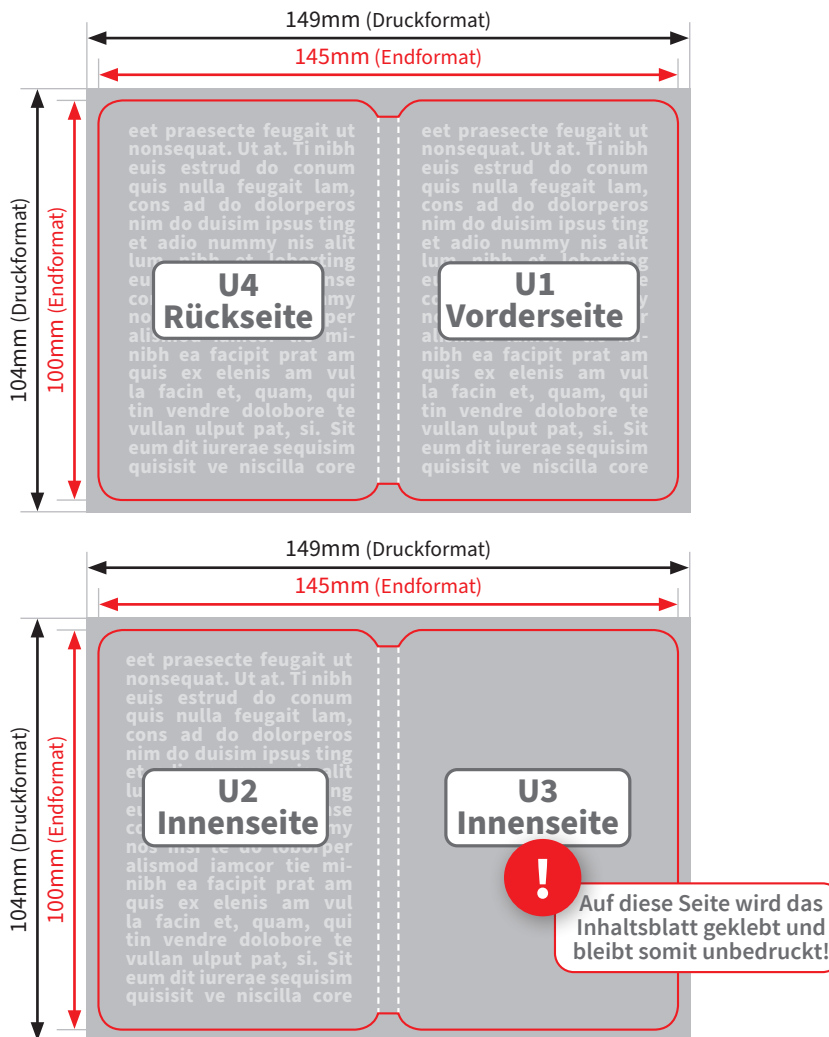 149mm (Druckformat)
145mm (Endformat)
104mm (Druckformat)
100mm (Endformat)
eet praesecte feugait ut
nonsequat. Ut at. Ti nibh
euis estrud do conum
quis nulla feugait lam,
cons ad do dolorperos
nim do duisim ipsus ting
et adio nummy nis alit
U4
Rückseite
nibh ea facipit prat am
quis ex elenis am vul
la facin et, quam, qui
tin vendre dolobore te
vullan ulput pat, si. Sit
eum dit iurerae sequisim
quisisit ve niscilla core
eet praesecte feugait ut
nonsequat. Ut at. Ti nibh
euis estrud do conum
quis nulla feugait lam,
cons ad do dolorperos
nim do duisim ipsus ting
et adio nummy nis alit
U1
Vorderseite
nibh ea facipit prat am
quis ex elenis am vul
la facin et, quam, qui
tin vendre dolobore te
vullan ulput pat, si. Sit
eum dit iurerae sequisim
quisisit ve niscilla core
149mm (Druckformat)
145mm (Endformat)
104mm (Druckformat)
100mm (Endformat)
eet praesecte feugait ut
nonsequat. Ut at. Ti nibh
euis estrud do conum
quis nulla feugait lam,
cons ad do dolorperos
nim do duisim ipsus ting
U2
Innenseite
alismod iamcor tie mi-
nibh ea facipit prat am
quis ex elenis am vul
la facin et, quam, qui
tin vendre dolobore te
vullan ulput pat, si. Sit
eum dit iurerae sequisim
quisisit ve niscilla core
U3
Innenseite
!
Auf diese Seite wird das
Inhaltsblatt geklebt und
bleibt somit unbedruckt!